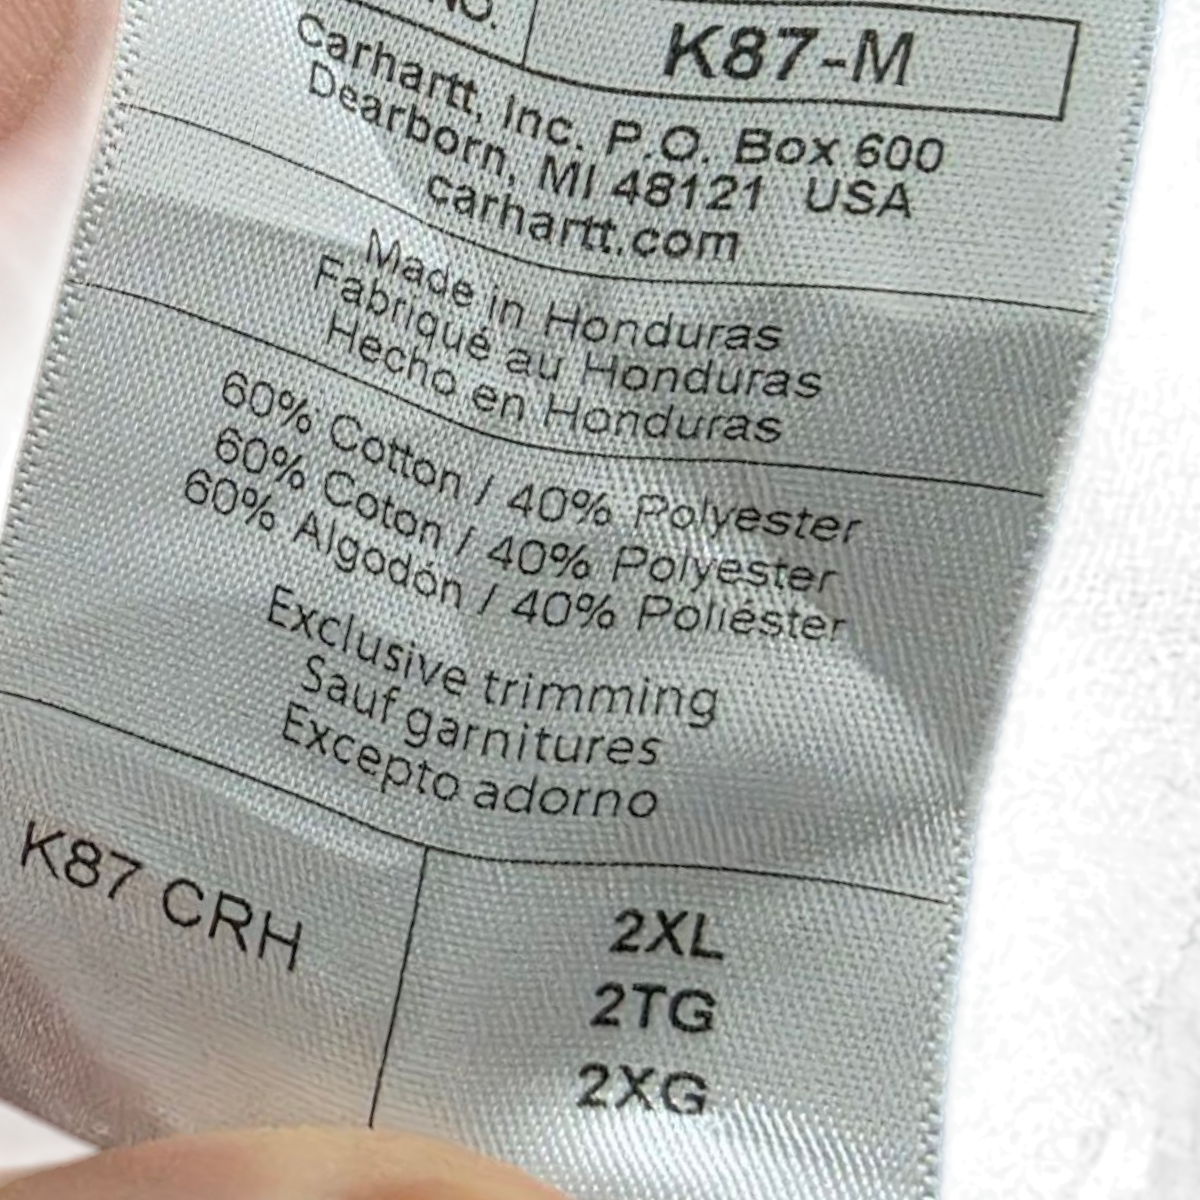 NO.
K87-M
Carhartt, Inc. P.O. Box 600
Dearborn, MI 48121 USA
carhartt.com
Made in Honduras
Fabriqué au Honduras
Hecho en Honduras
60% Cotton / 40% Polyester
60% Coton / 40% Polyester
60% Algodón / 40% Poliéster
Exclusive trimming
Sauf garnitures
Excepto adorno
K87 CRH
2XL
2TG
2XG